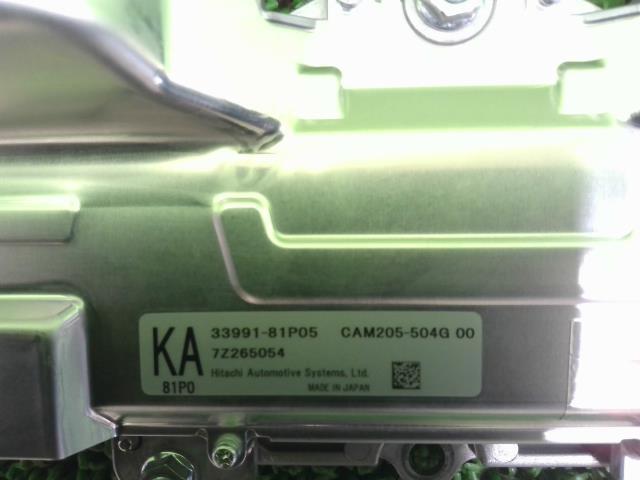 KA 33991-81P05 CAM205-504G 00
7Z265054
81P0 Hitachi Automotive Systems, Ltd.
MADE IN JAPAN